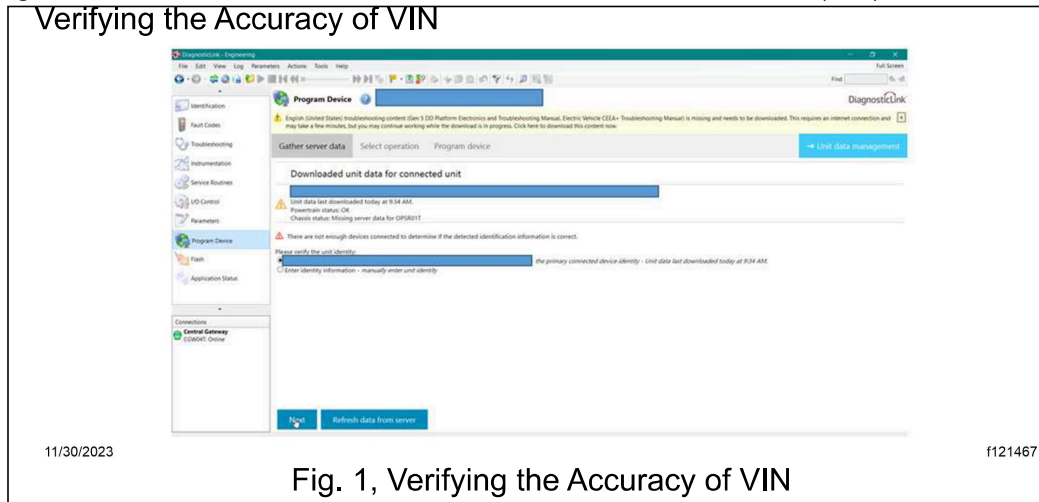 Verifying the Accuracy of VIN
DiagnosticLink - Engineering
File Edit View Log Parameters Actions Tools Help
Full Screen
Find
Identification
Fault Codes
Troubleshooting
Instrumentation
Service Routines
I/O Control
Parameters
Program Device
Flash
Application Status
Connections
Central Gateway
CGW04T: Online
Program Device
DiagnosticLink
English (United States) troubleshooting content (Gen 5 DD Platform Electronics and Troubleshooting Manual, Electric Vehicle CEEA+ Troubleshooting Manual) is missing and needs to be downloaded. This requires an internet connection and
may take a few minutes, but you may continue working while the download is in progress. Click here to download this content now.
Gather server data Select operation Program device
→ Unit data management
Downloaded unit data for connected unit
Unit data last downloaded today at 9:34 AM.
Powertrain status: OK
Chassis status: Missing server data for OPSR01T
There are not enough devices connected to determine if the detected identification information is correct.
Please verify the unit identity:
the primary connected device identity - Unit data last downloaded today at 9:34 AM.
Enter identity information - manually enter unit identity
Next Refresh data from server
11/30/2023
f121467
Fig. 1, Verifying the Accuracy of VIN